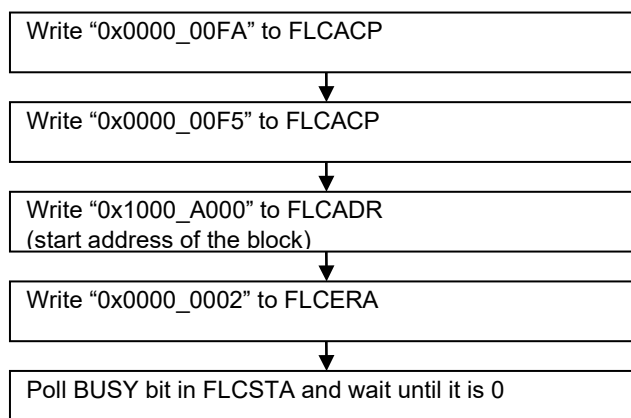 Write “0x0000_00FA” to FLCACP
Write “0x0000_00F5” to FLCACP
Write “0x1000_A000” to FLCADR
(start address of the block)
Write “0x0000_0002” to FLCERA
Poll BUSY bit in FLCSTA and wait until it is 0